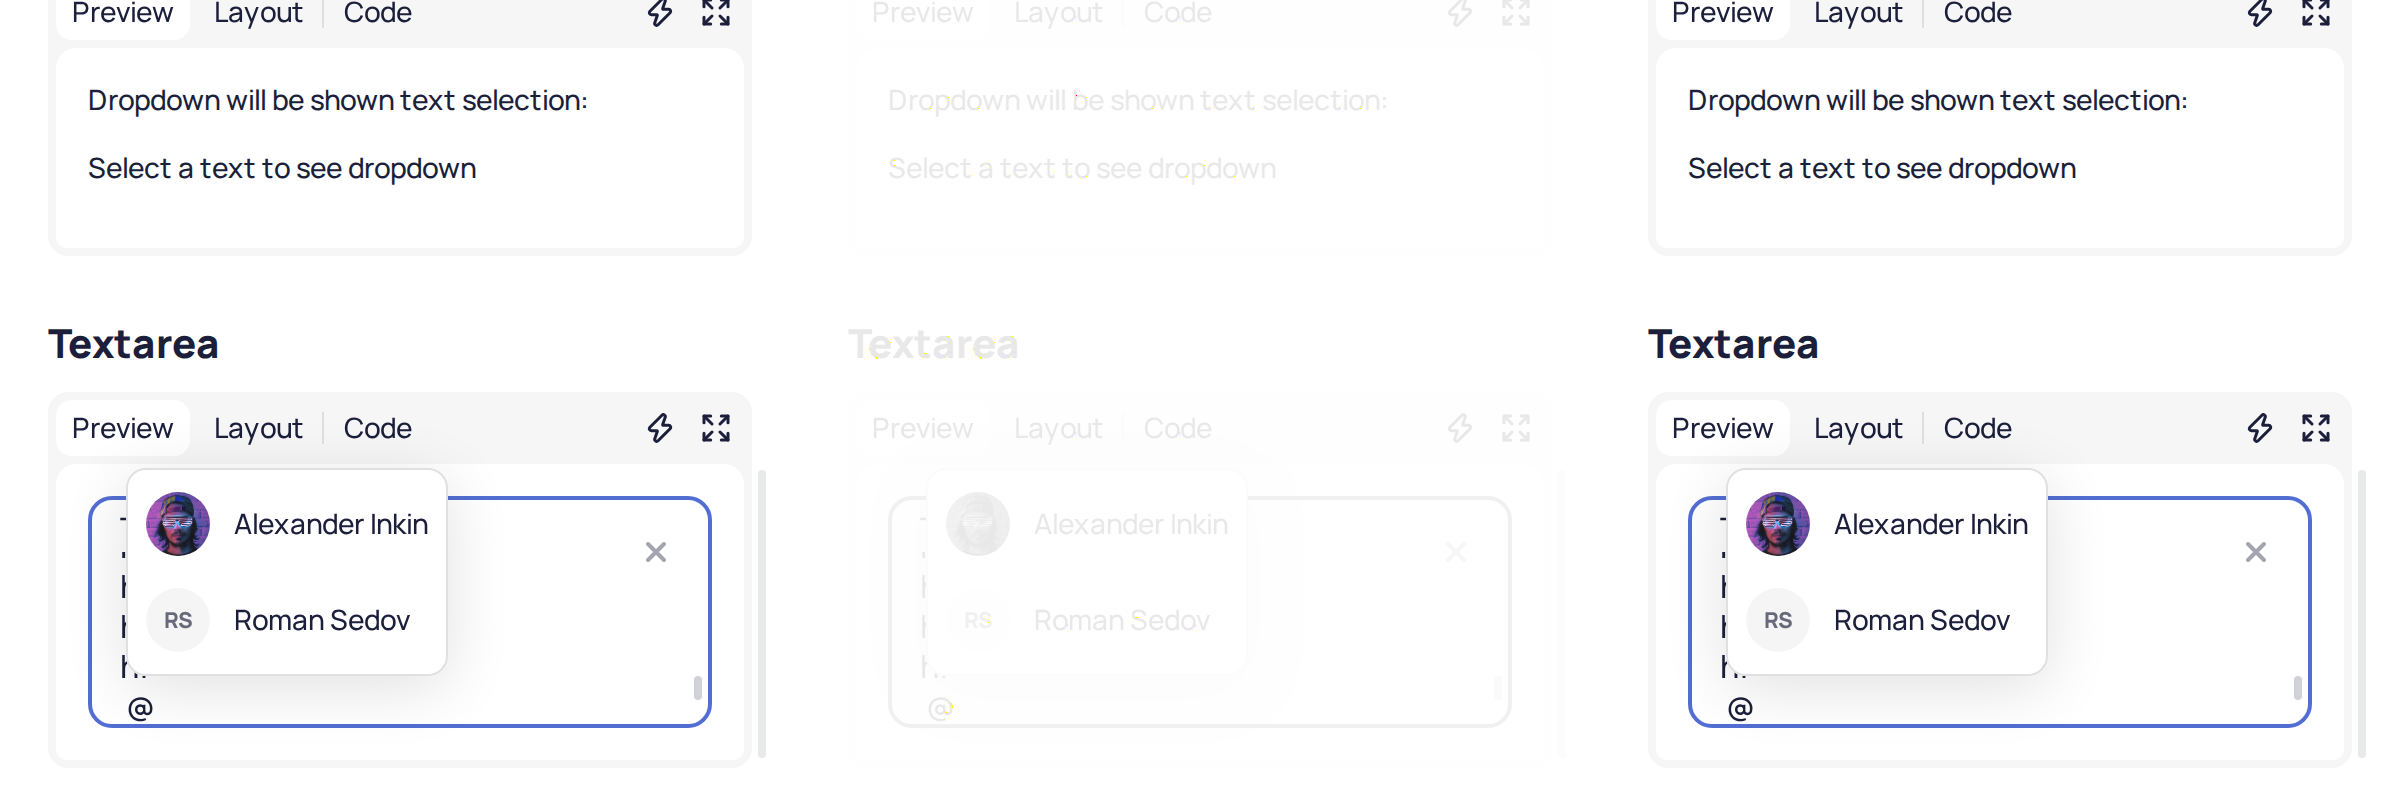 Preview Layout Code
Dropdown will be shown text selection:
Select a text to see dropdown
Textarea
Preview Layout Code
Alexander Inkin
RS Roman Sedov
@
Preview Layout Code
Dropdown will be shown text selection:
Select a text to see dropdown
Textarea
Preview Layout Code
Alexander Inkin
RS Roman Sedov
@
Preview Layout Code
Dropdown will be shown text selection:
Select a text to see dropdown
Textarea
Preview Layout Code
Alexander Inkin
RS Roman Sedov
@